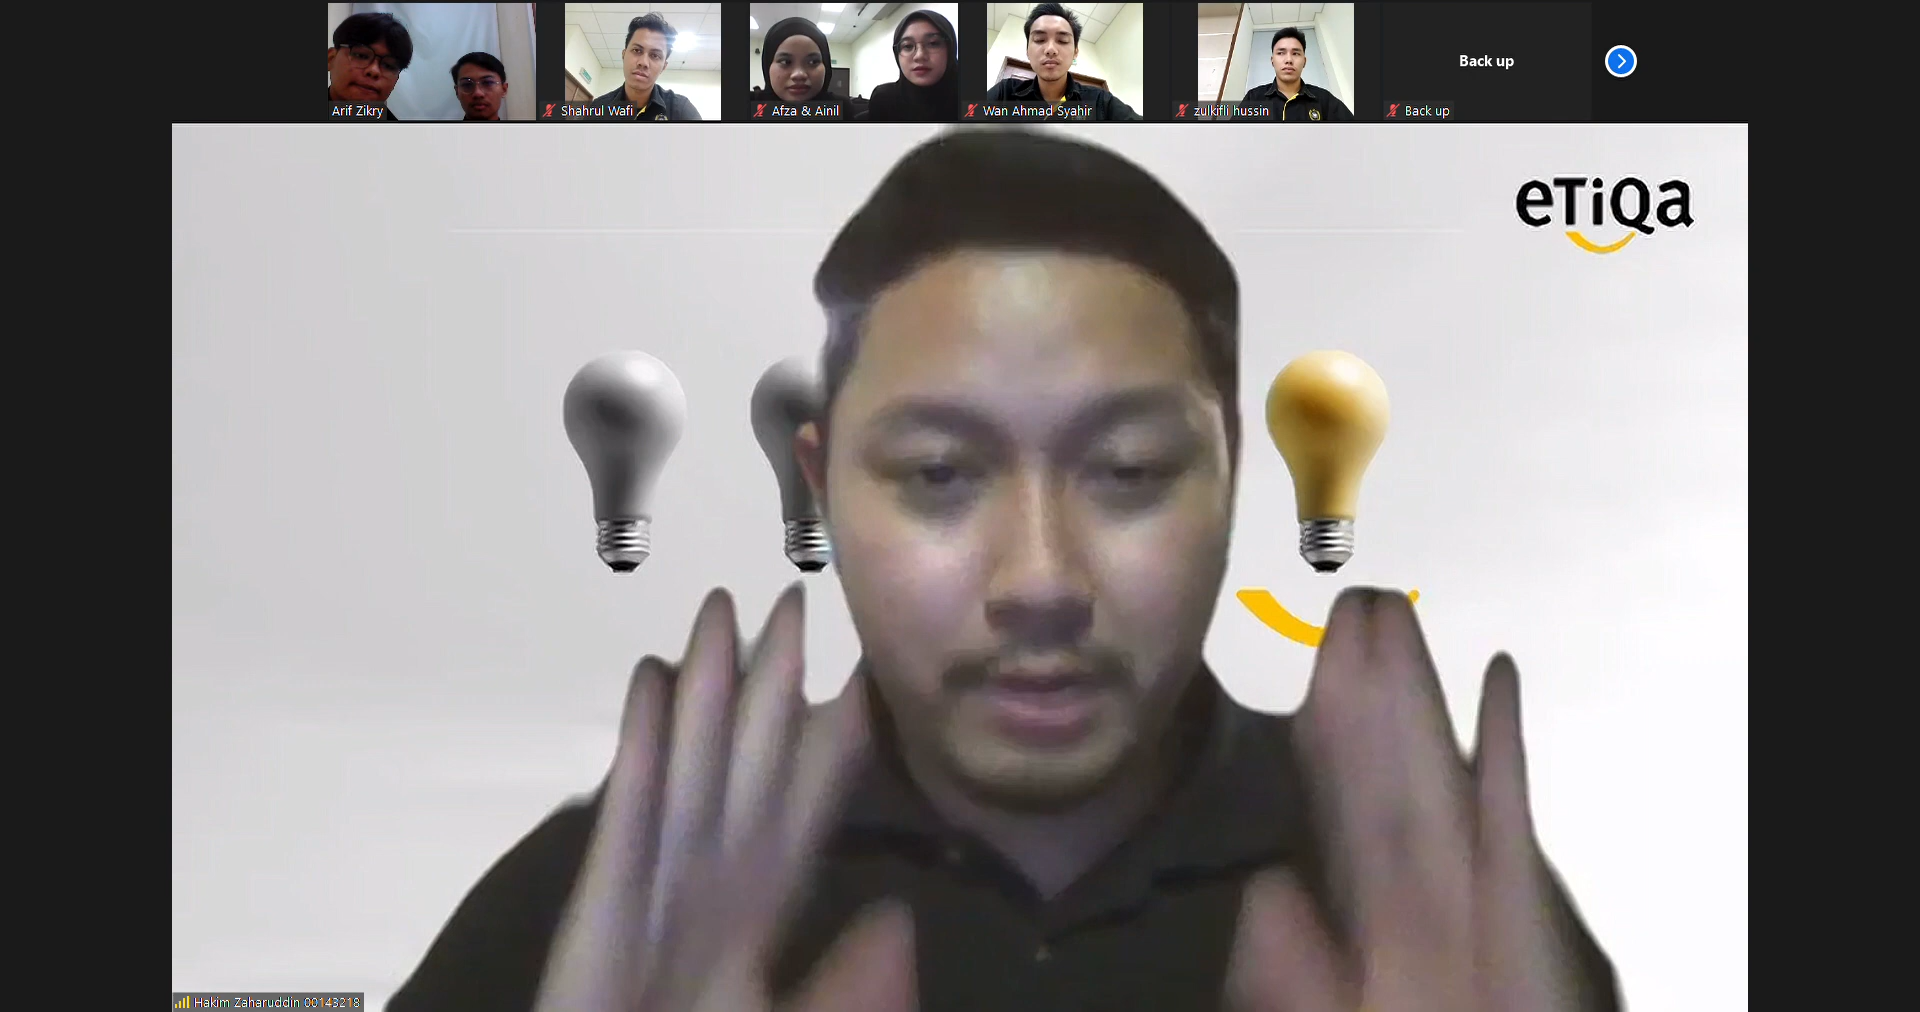 Arif Zikry
Shahrul Wafi
Afza & Ainil
Wan Ahmad Syahir
zulkifli hussin
Back up
Back up
eTiQa
Hakim Zaharuddin 00143218